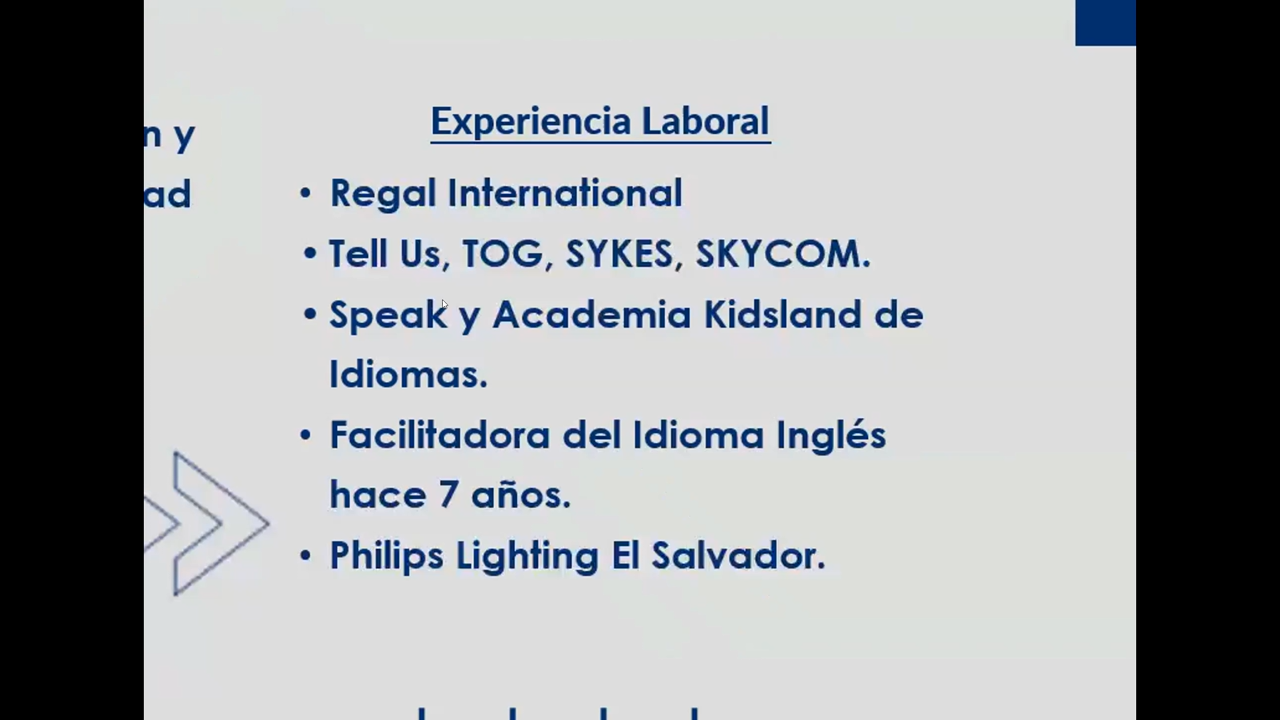 Experiencia Laboral
n y
ad
• Regal International
• Tell Us, TOG, SYKES, SKYCOM.
• Speak y Academia Kidsland de
Idiomas.
• Facilitadora del Idioma Inglés
hace 7 años.
• Philips Lighting El Salvador.